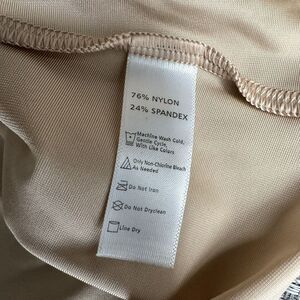 76% NYLON
24% SPANDEX
Machine Wash Cold,
Gentle Cycle,
With Like Colors
Only Non-Chlorine Bleach
As Needed
Do Not Iron
Do Not Dryclean
Line Dry